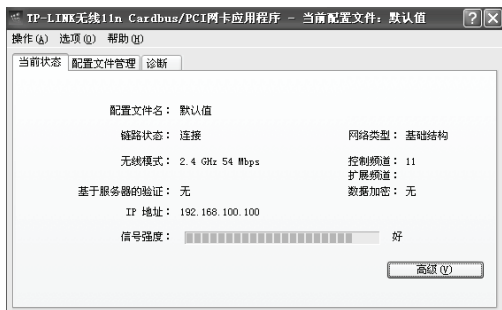 TP-LINK无线11n Cardbus/PCI网卡应用程序 - 当前配置文件: 默认值
操作(A) 选项(O) 帮助(H)
当前状态 配置文件管理 诊断
配置文件名: 默认值
链路状态: 连接 网络类型: 基础结构
无线模式: 2.4 GHz 54 Mbps 控制频道: 11
扩展频道:
基于服务器的验证: 无 数据加密: 无
IP 地址: 192.168.100.100
信号强度: 好
高级(V)